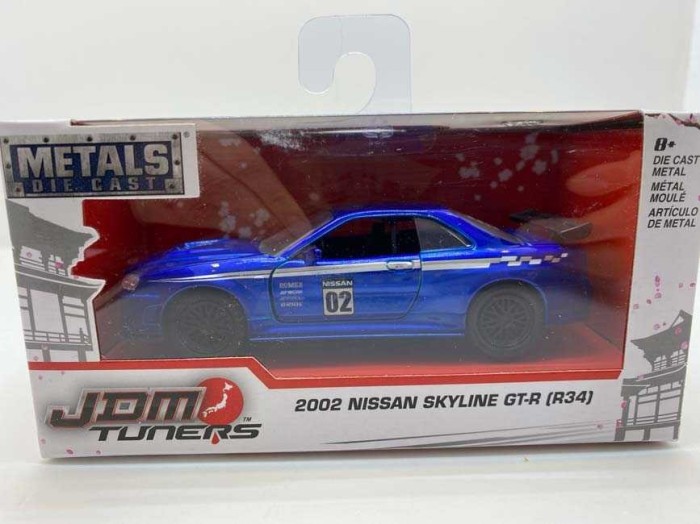 METALS
DIE CAST
8+
DIE CAST
METAL
MÉTAL
MOULÉ
ARTÍCULO
DE METAL
NISSAN
02
JDM
TUNERS™
2002 NISSAN SKYLINE GT-R (R34)